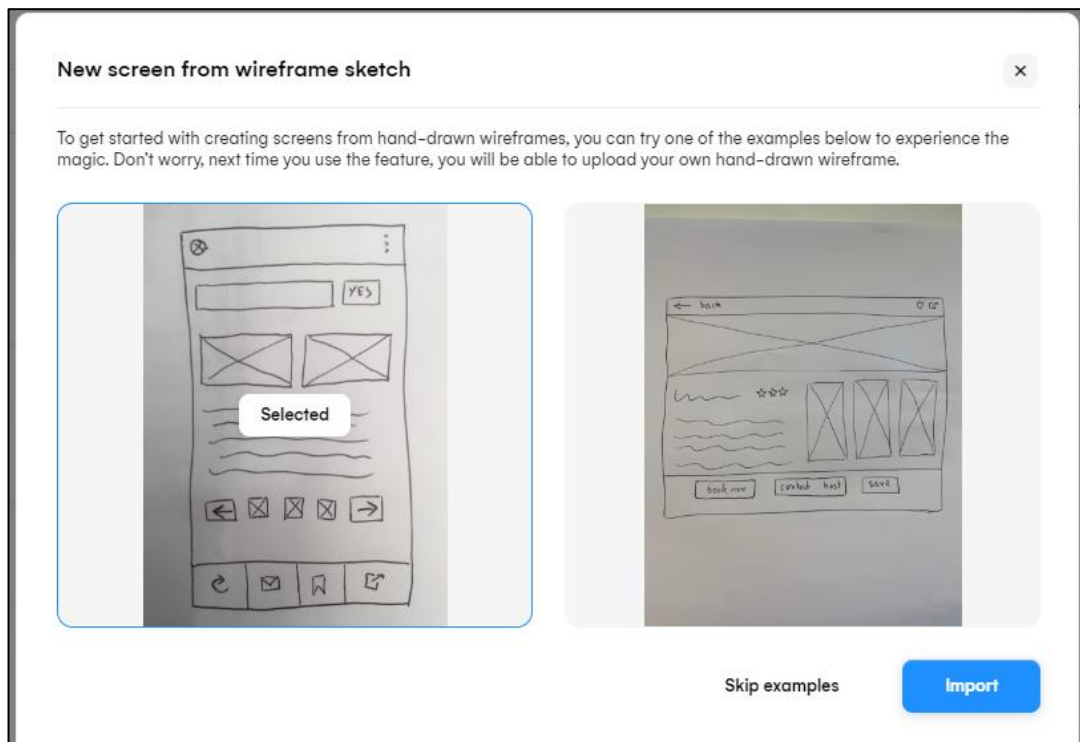 New screen from wireframe sketch
To get started with creating screens from hand-drawn wireframes, you can try one of the examples below to experience the
magic. Don't worry, next time you use the feature, you will be able to upload your own hand-drawn wireframe.
YES
Selected
back
book now
contact host
save
Skip examples
Import